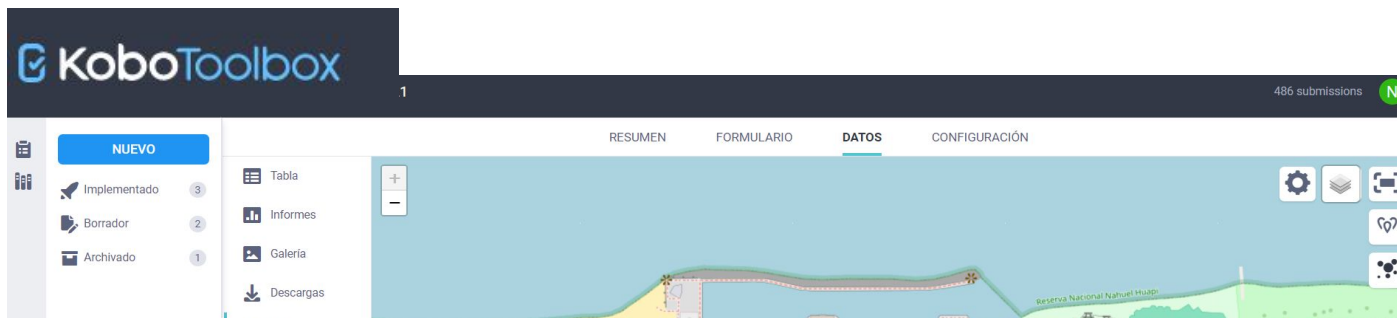 KoboToolbox
486 submissions
N
NUEVO
Implementado 3
Borrador 2
Archivado 1
RESUMEN FORMULARIO DATOS CONFIGURACIÓN
Tabla
Informes
Galería
Descargas
+
−
Reserva Nacional Nahuel Huapi